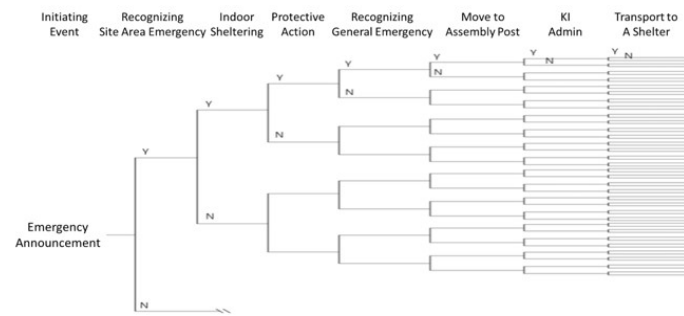 Initiating Event
Recognizing Site Area Emergency
Indoor Sheltering
Protective Action
Recognizing General Emergency
Move to Assembly Post
KI Admin
Transport to A Shelter
Y
N
Y
N
Y
N
Y
N
Y
N
Y
N
Y
N
Emergency Announcement